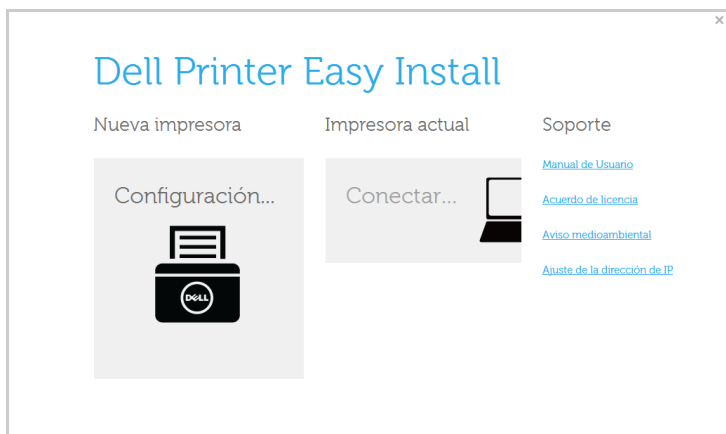 ×
Dell Printer Easy Install
Nueva impresora
Configuración...
DELL
Impresora actual
Conectar...
Soporte
Manual de Usuario
Acuerdo de licencia
Aviso medioambiental
Ajuste de la dirección de IP